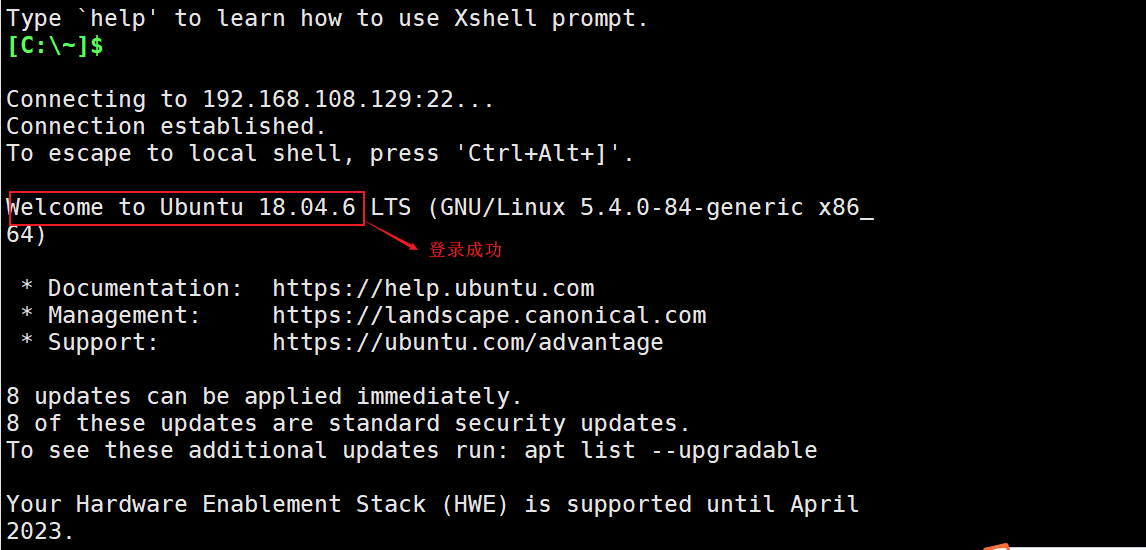 Type `help' to learn how to use Xshell prompt.
[C:\~]$
Connecting to 192.168.108.129:22...
Connection established.
To escape to local shell, press 'Ctrl+Alt+]'.
Welcome to Ubuntu 18.04.6 LTS (GNU/Linux 5.4.0-84-generic x86_
64)
登录成功
* Documentation:  https://help.ubuntu.com
* Management:     https://landscape.canonical.com
* Support:        https://ubuntu.com/advantage
8 updates can be applied immediately.
8 of these updates are standard security updates.
To see these additional updates run: apt list --upgradable
Your Hardware Enablement Stack (HWE) is supported until April
2023.